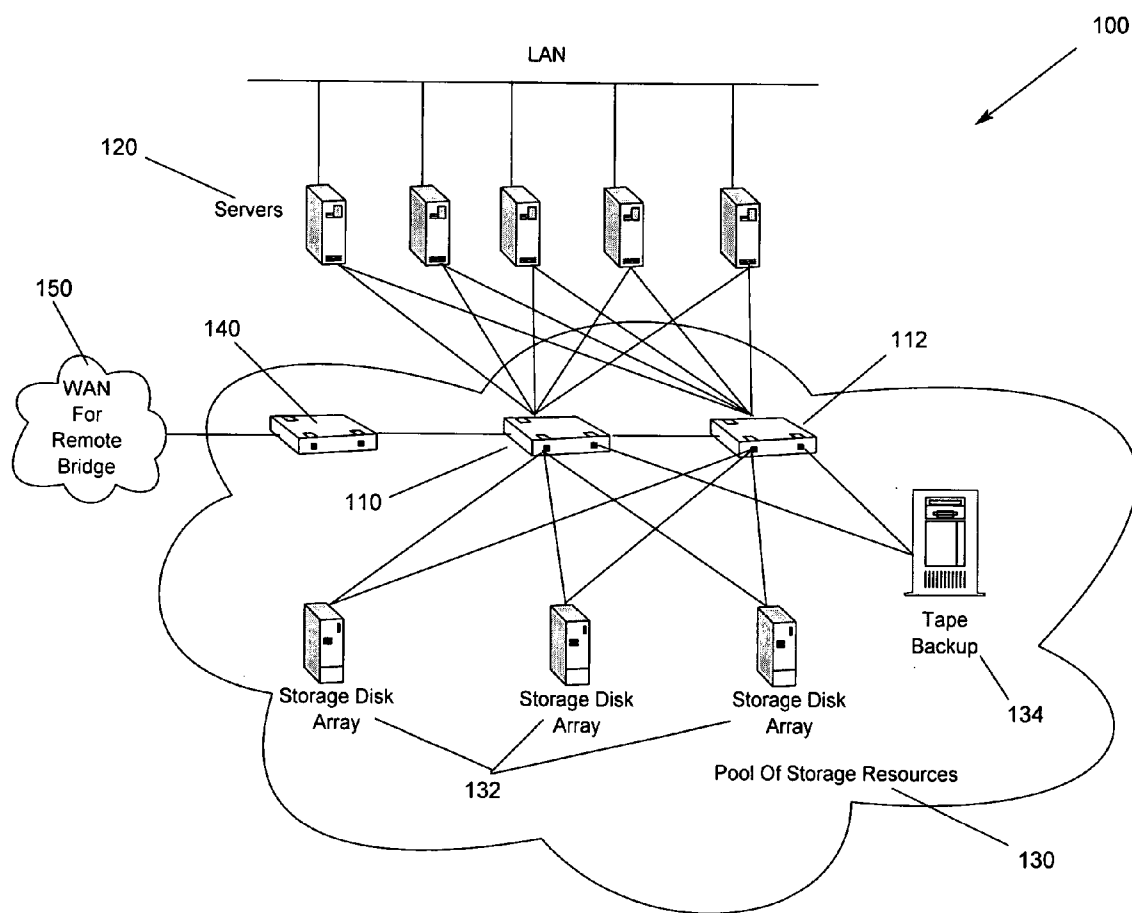 100
LAN
120
Servers
150
140
112
WAN
For
Remote
Bridge
110
Tape
Backup
134
Storage Disk
Array
Storage Disk
Array
Storage Disk
Array
132
Pool Of Storage Resources
130